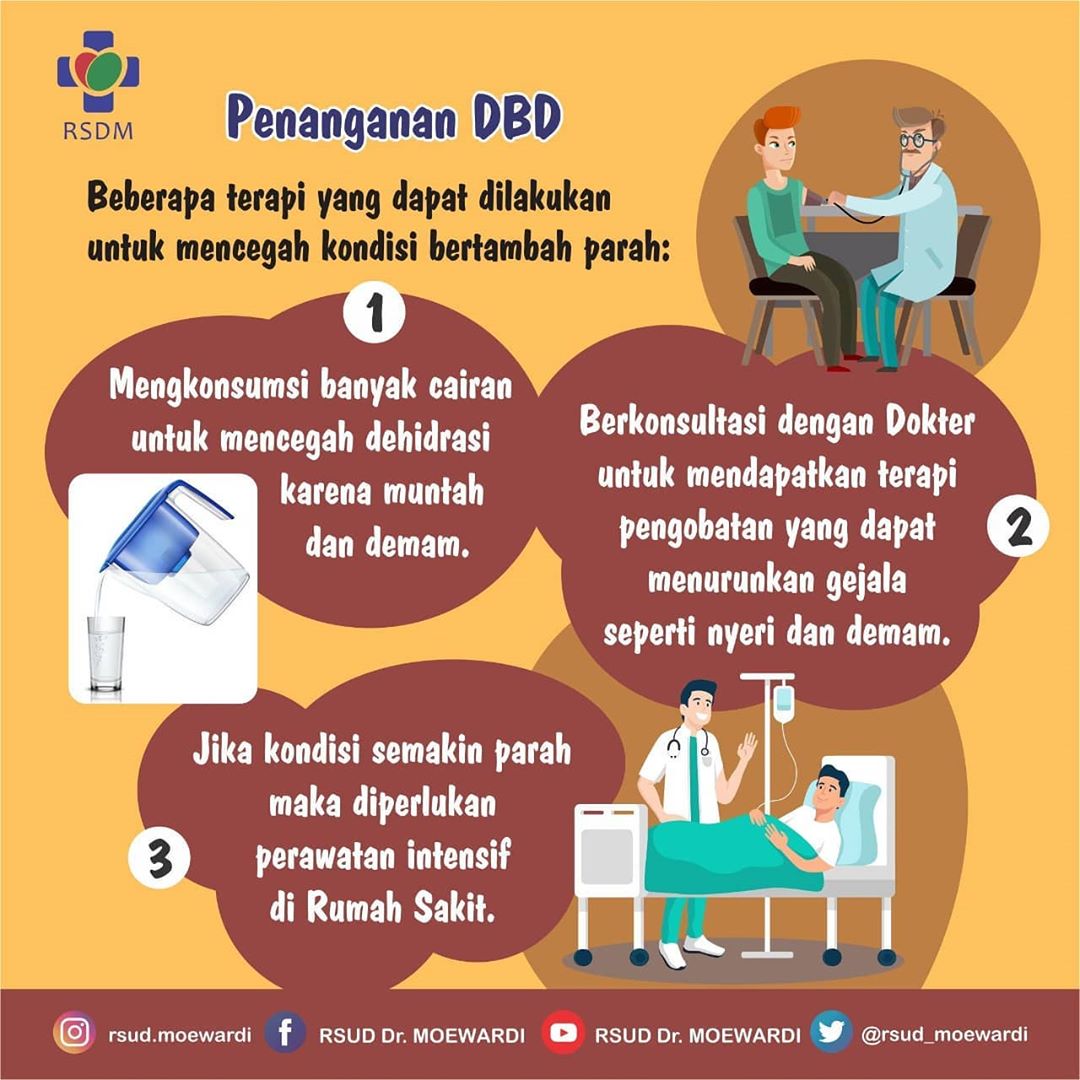 RSDM
Penanganan DBD
Beberapa terapi yang dapat dilakukan
untuk mencegah kondisi bertambah parah:
1
Mengkonsumsi banyak cairan
untuk mencegah dehidrasi
karena muntah
dan demam.
Berkonsultasi dengan Dokter
untuk mendapatkan terapi
pengobatan yang dapat
menurunkan gejala
seperti nyeri dan demam.
2
Jika kondisi semakin parah
maka diperlukan
perawatan intensif
di Rumah Sakit.
3
rsud.moewardi
RSUD Dr. MOEWARDI
RSUD Dr. MOEWARDI
@rsud_moewardi